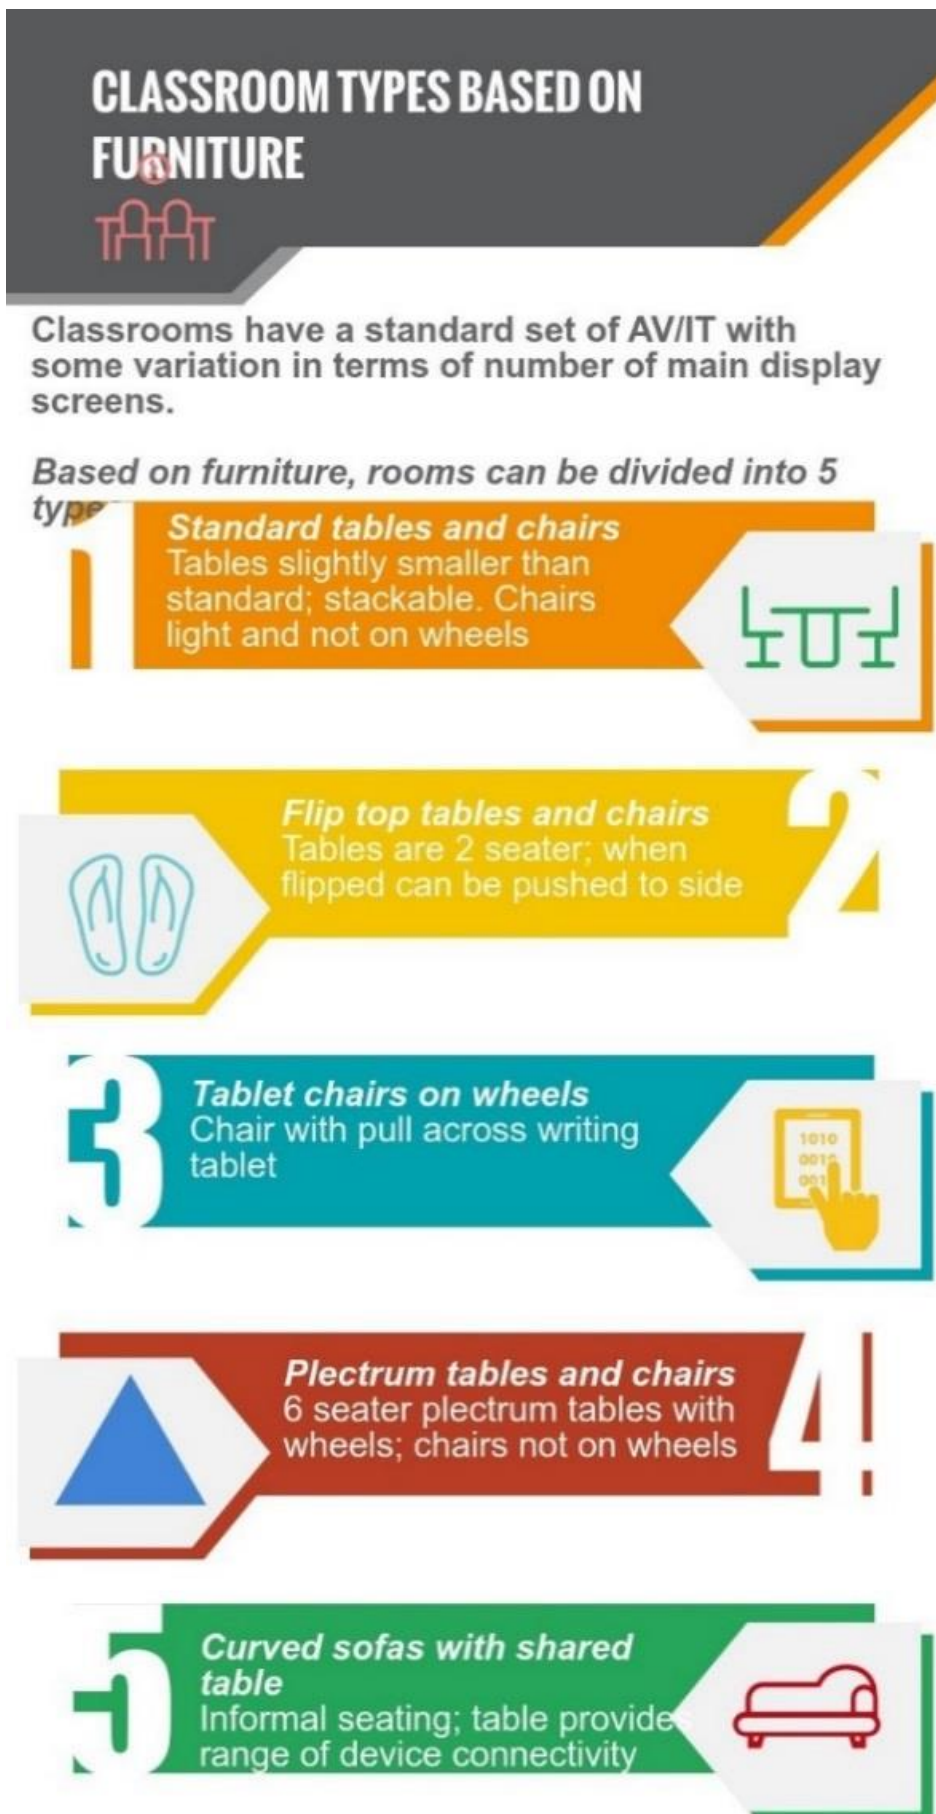 CLASSROOM TYPES BASED ON
FURNITURE
Classrooms have a standard set of AV/IT with
some variation in terms of number of main display
screens.
Based on furniture, rooms can be divided into 5
1
Standard tables and chairs
Tables slightly smaller than
standard; stackable. Chairs
light and not on wheels
Flip top tables and chairs
Tables are 2 seater; when
flipped can be pushed to side
2
3
Tablet chairs on wheels
Chair with pull across writing
tablet
1010
0010
001
Plectrum tables and chairs
6 seater plectrum tables with
wheels; chairs not on wheels
4
5
Curved sofas with shared
table
Informal seating; table provides
range of device connectivity